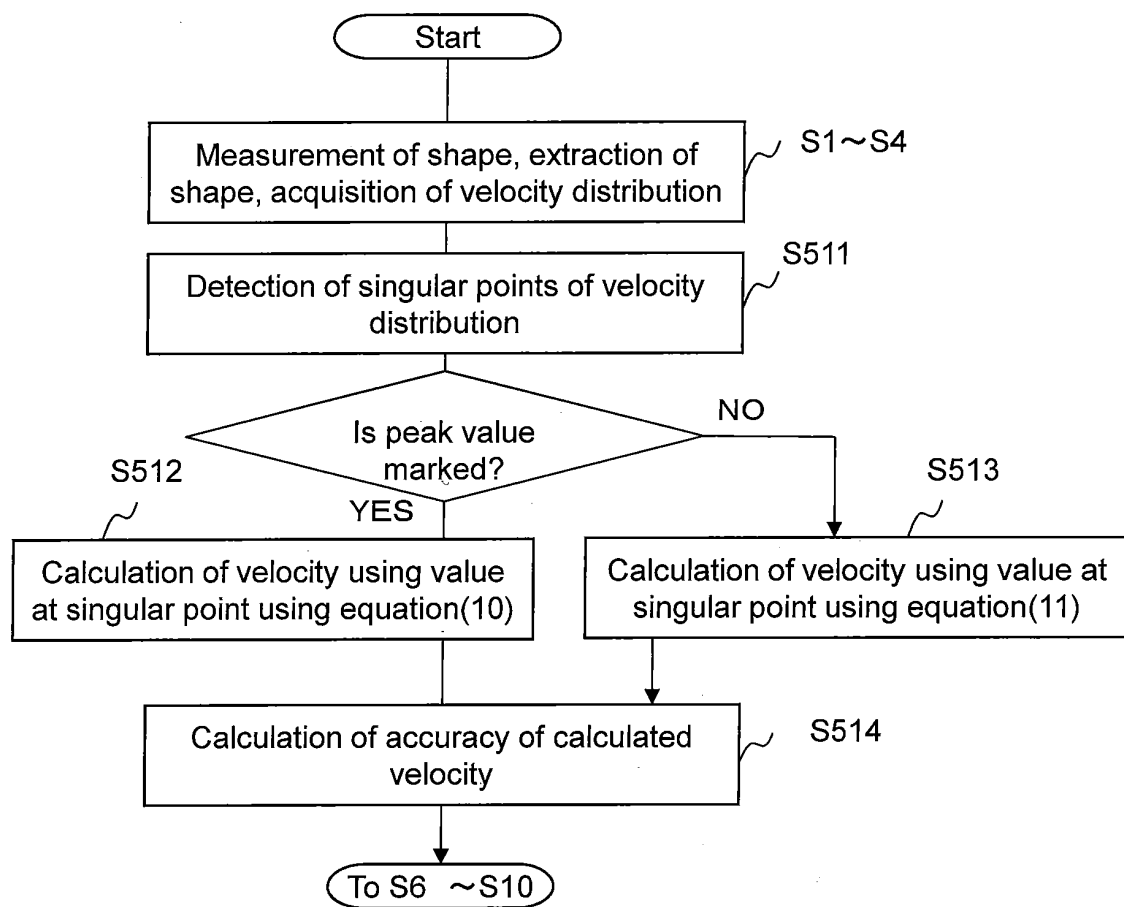 Start
Measurement of shape, extraction of
shape, acquisition of velocity distribution
S1~S4
Detection of singular points of velocity
distribution
S511
Is peak value
marked?
NO
YES
S512
Calculation of velocity using value
at singular point using equation(10)
S513
Calculation of velocity using value at
singular point using equation(11)
Calculation of accuracy of calculated
velocity
S514
To S6 ~S10